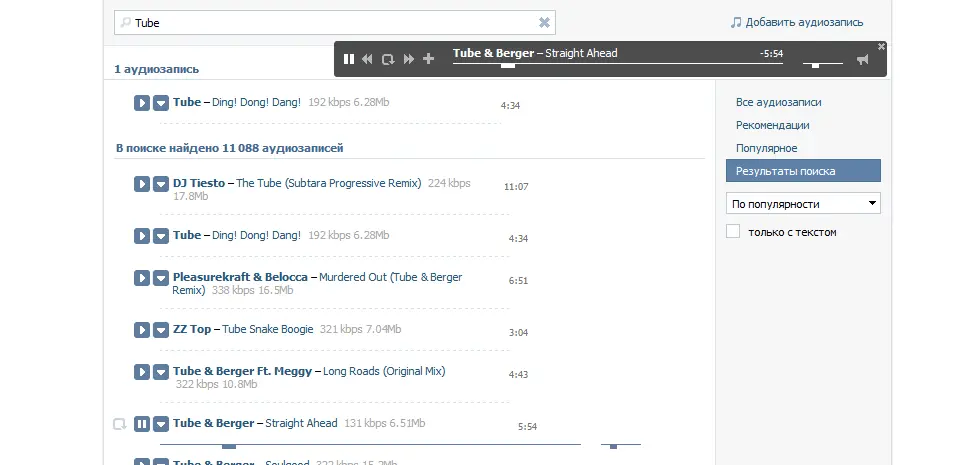 Tube
Добавить аудиозапись
Tube & Berger – Straight Ahead -5:54
1 аудиозапись
Tube – Ding! Dong! Dang! 192 kbps 6.28Mb 4:34
Все аудиозаписи
Рекомендации
Популярное
Результаты поиска
По популярности
только с текстом
В поиске найдено 11 088 аудиозаписей
DJ Tiesto – The Tube (Subtara Progressive Remix) 224 kbps 11:07
17.8Mb
Tube – Ding! Dong! Dang! 192 kbps 6.28Mb 4:34
Pleasurekraft & Belocca – Murdered Out (Tube & Berger 6:51
Remix) 338 kbps 16.5Mb
ZZ Top – Tube Snake Boogie 321 kbps 7.04Mb 3:04
Tube & Berger Ft. Meggy – Long Roads (Original Mix) 4:43
322 kbps 10.8Mb
Tube & Berger – Straight Ahead 131 kbps 6.51Mb 5:54
Tube & Berger – Soulgood 322 kbps 15.2Mb